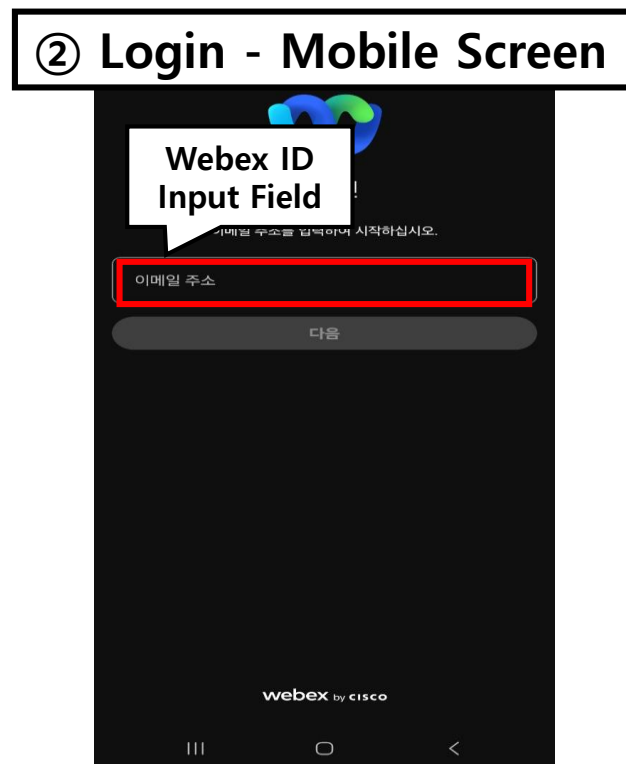 ② Login - Mobile Screen
Webex ID
Input Field
!
이메일 주소를 입력하여 시작하십시오.
이메일 주소
다음
webex by CISCO